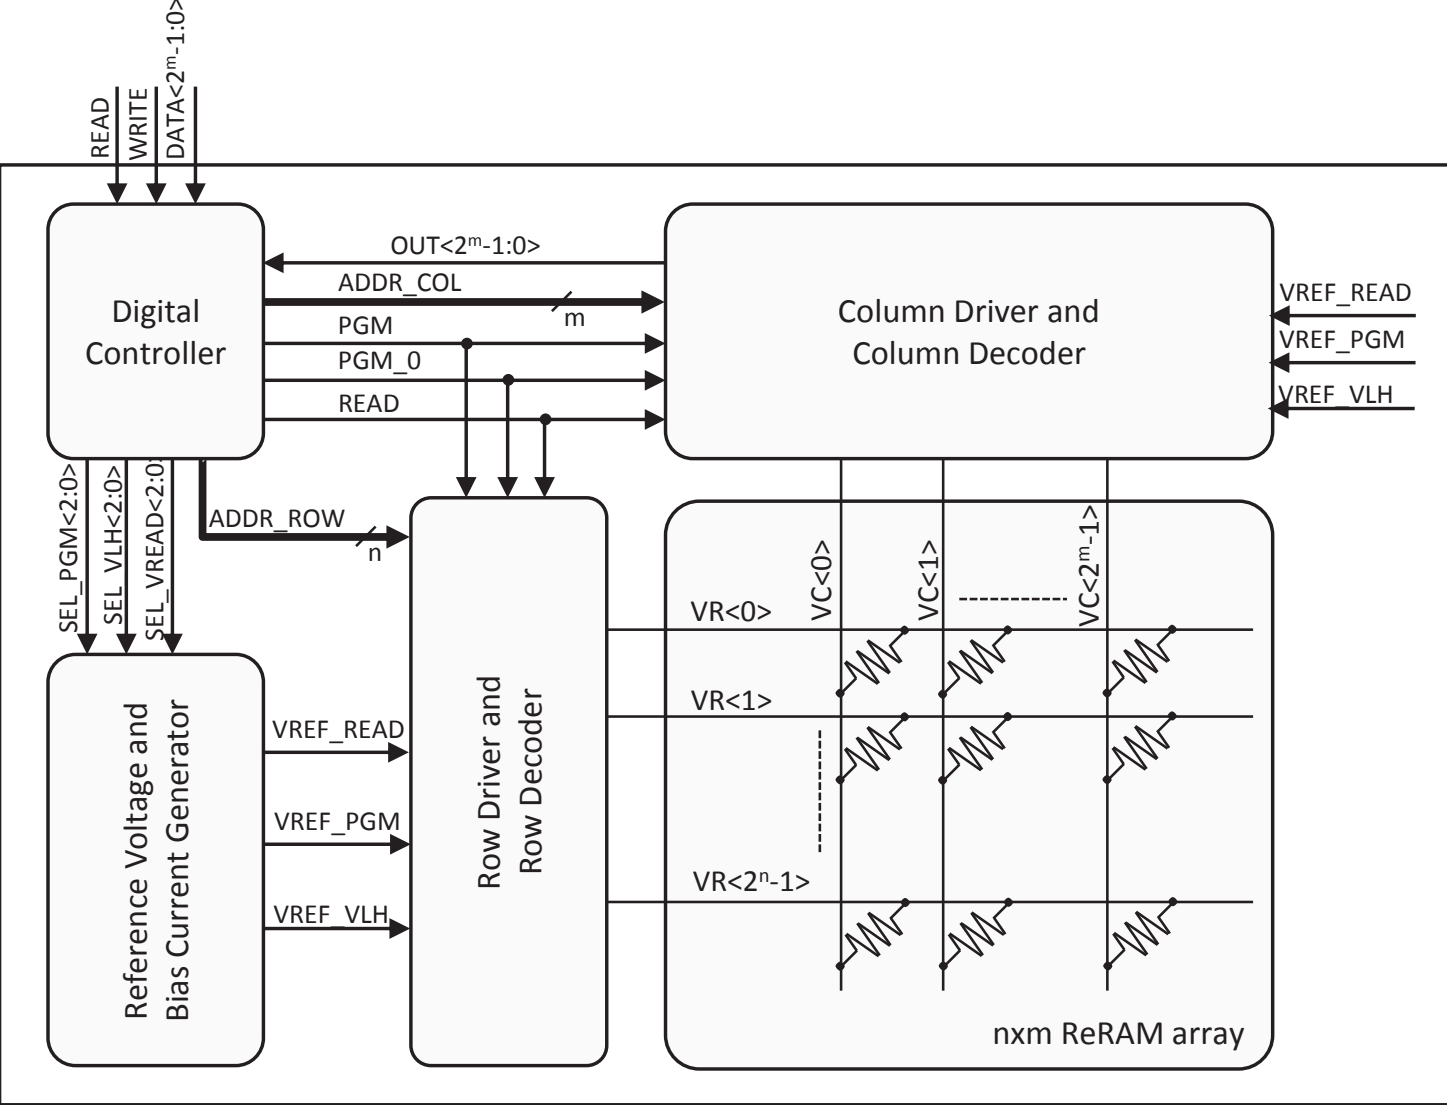 READ
WRITE
DATA<2ᵐ-1:0>
Digital
Controller
OUT<2ᵐ-1:0>
ADDR_COL
m
PGM
PGM_0
READ
Column Driver and
Column Decoder
VREF_READ
VREF_PGM
VREF_VLH
SEL_PGM<2:0>
SEL_VLH<2:0>
SEL_VREAD<2:0>
ADDR_ROW
n
Reference Voltage and
Bias Current Generator
VREF_READ
VREF_PGM
VREF_VLH
Row Driver and
Row Decoder
VC<0>
VC<1>
VC<2ᵐ-1>
VR<0>
VR<1>
VR<2ⁿ-1>
nxm ReRAM array